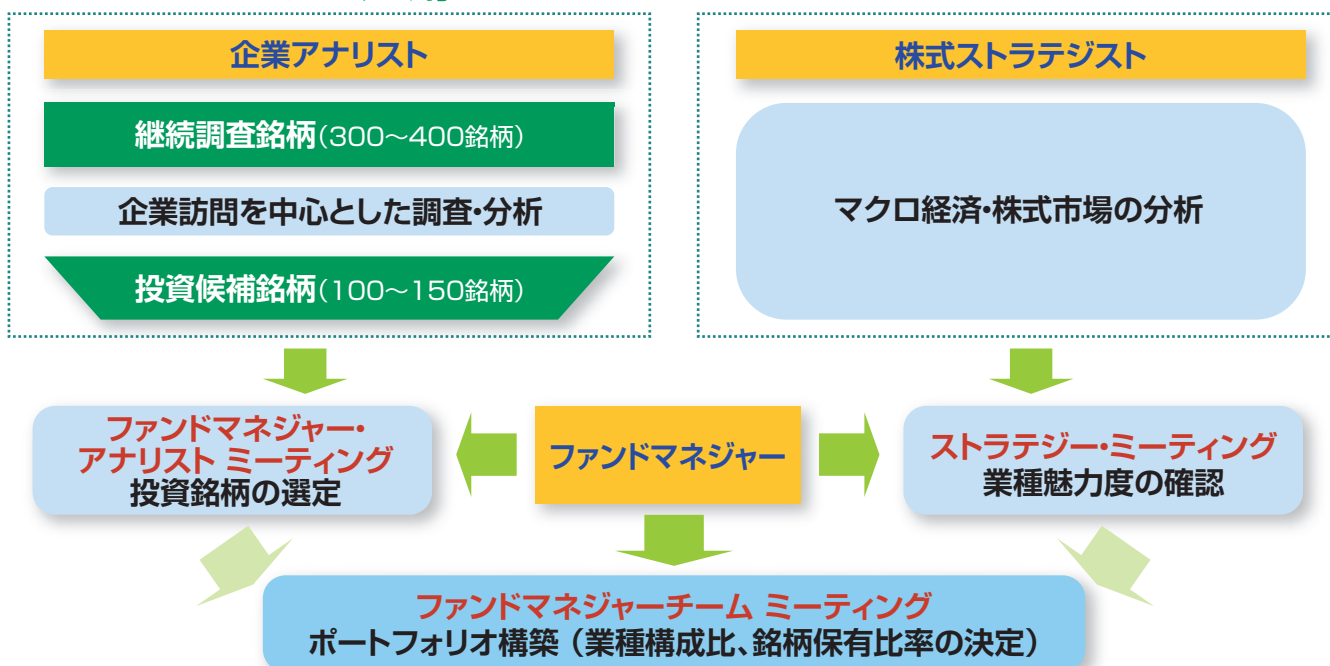 企業アナリスト
継続調査銘柄(300〜400銘柄)
企業訪問を中心とした調査・分析
投資候補銘柄(100〜150銘柄)
株式ストラテジスト
マクロ経済・株式市場の分析
ファンドマネジャー・
アナリスト ミーティング
投資銘柄の選定
ファンドマネジャー
ストラテジー・ミーティング
業種魅力度の確認
ファンドマネジャーチーム ミーティング
ポートフォリオ構築（業種構成比、銘柄保有比率の決定）